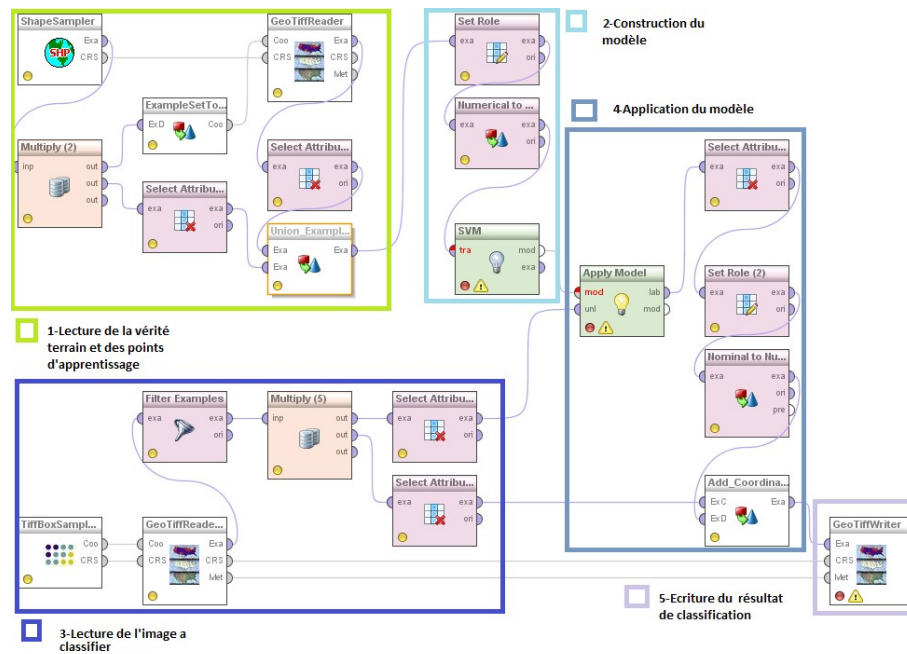 ShapeSampler
Exa
CRS
SHP
GeoTiffReader
Coo
CRS
Exa
CRS
Met
ExampleSetTo...
ExD
Coo
Multiply (2)
inp
out
out
out
Select Attribu...
exa
exa
ori
Select Attribu...
exa
exa
ori
Union_Exampl...
Exa
Exa
Exa
1-Lecture de la vérité
terrain et des points
d'apprentissage
Set Role
exa
exa
ori
Numerical to ...
exa
exa
ori
SVM
tra
mod
exa
2-Construction du
modèle
4-Application du modèle
Select Attribu...
exa
exa
ori
Apply Model
mod
unl
lab
mod
Set Role (2)
exa
exa
ori
Nominal to Nu...
exa
exa
ori
pre
Add_Coordina...
ExC
ExD
Exa
Filter Examples
exa
exa
ori
Multiply (5)
inp
out
out
out
Select Attribu...
exa
exa
ori
Select Attribu...
exa
exa
ori
TiffBoxSampl...
Coo
CRS
GeoTiffReade...
Coo
CRS
Exa
CRS
Met
3-Lecture de l'image a
classifier
GeoTiffWriter
Exa
CRS
Met
5-Ecriture du résultat
de classification